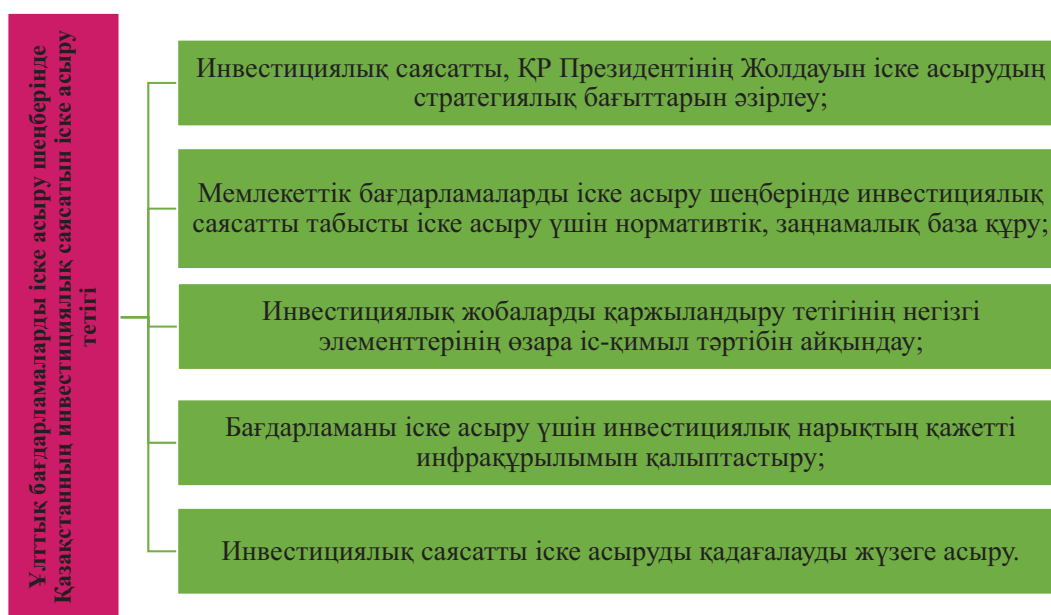 Ұлттық бағдарламаларды іске асыру шеңберінде
Қазақстанның инвестициялық саясатын іске асыру
тетігі
Инвестициялық саясатты, ҚР Президентінің Жолдауын іске асырудың
стратегиялық бағыттарын әзірлеу;
Мемлекеттік бағдарламаларды іске асыру шеңберінде инвестициялық
саясатты табысты іске асыру үшін нормативтік, заңнамалық база құру;
Инвестициялық жобаларды қаржыландыру тетігінің негізгі
элементтерінің өзара іс-қимыл тәртібін айқындау;
Бағдарламаны іске асыру үшін инвестициялық нарықтың қажетті
инфрақұрылымын қалыптастыру;
Инвестициялық саясатты іске асыруды қадағалауды жүзеге асыру.